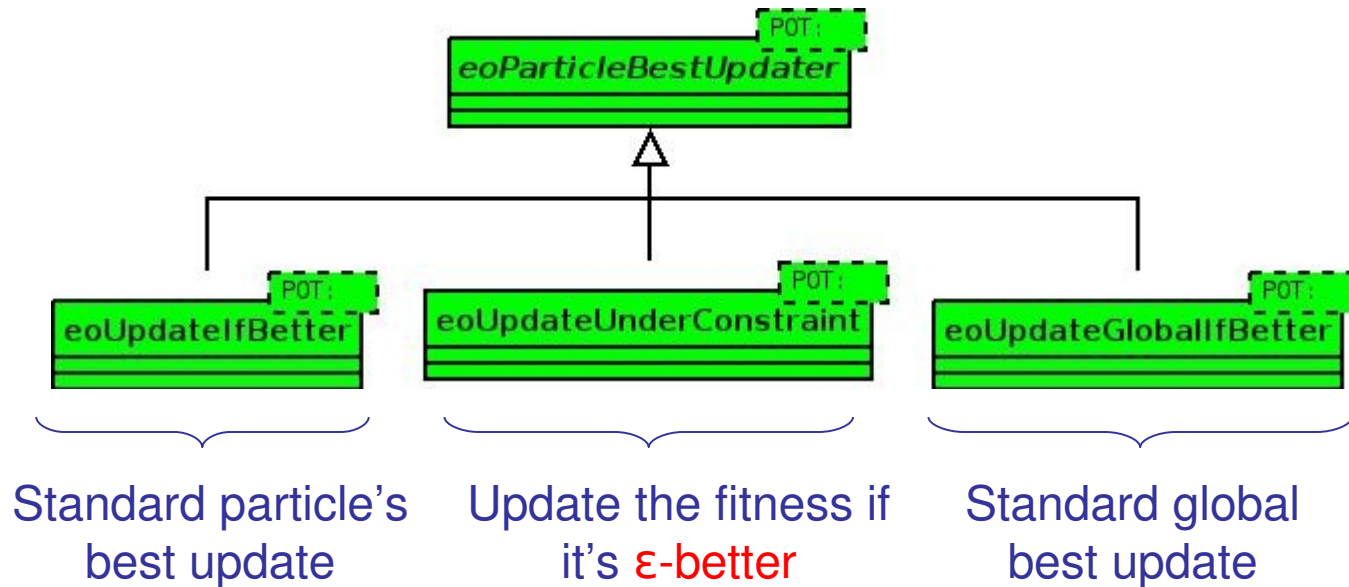 POT:
eoParticleBestUpdater
POT:
eoUpdateIfBetter
POT:
eoUpdateUnderConstraint
POT:
eoUpdateGlobalIfBetter
Standard particle's
best update
Update the fitness if
it's ε-better
Standard global
best update